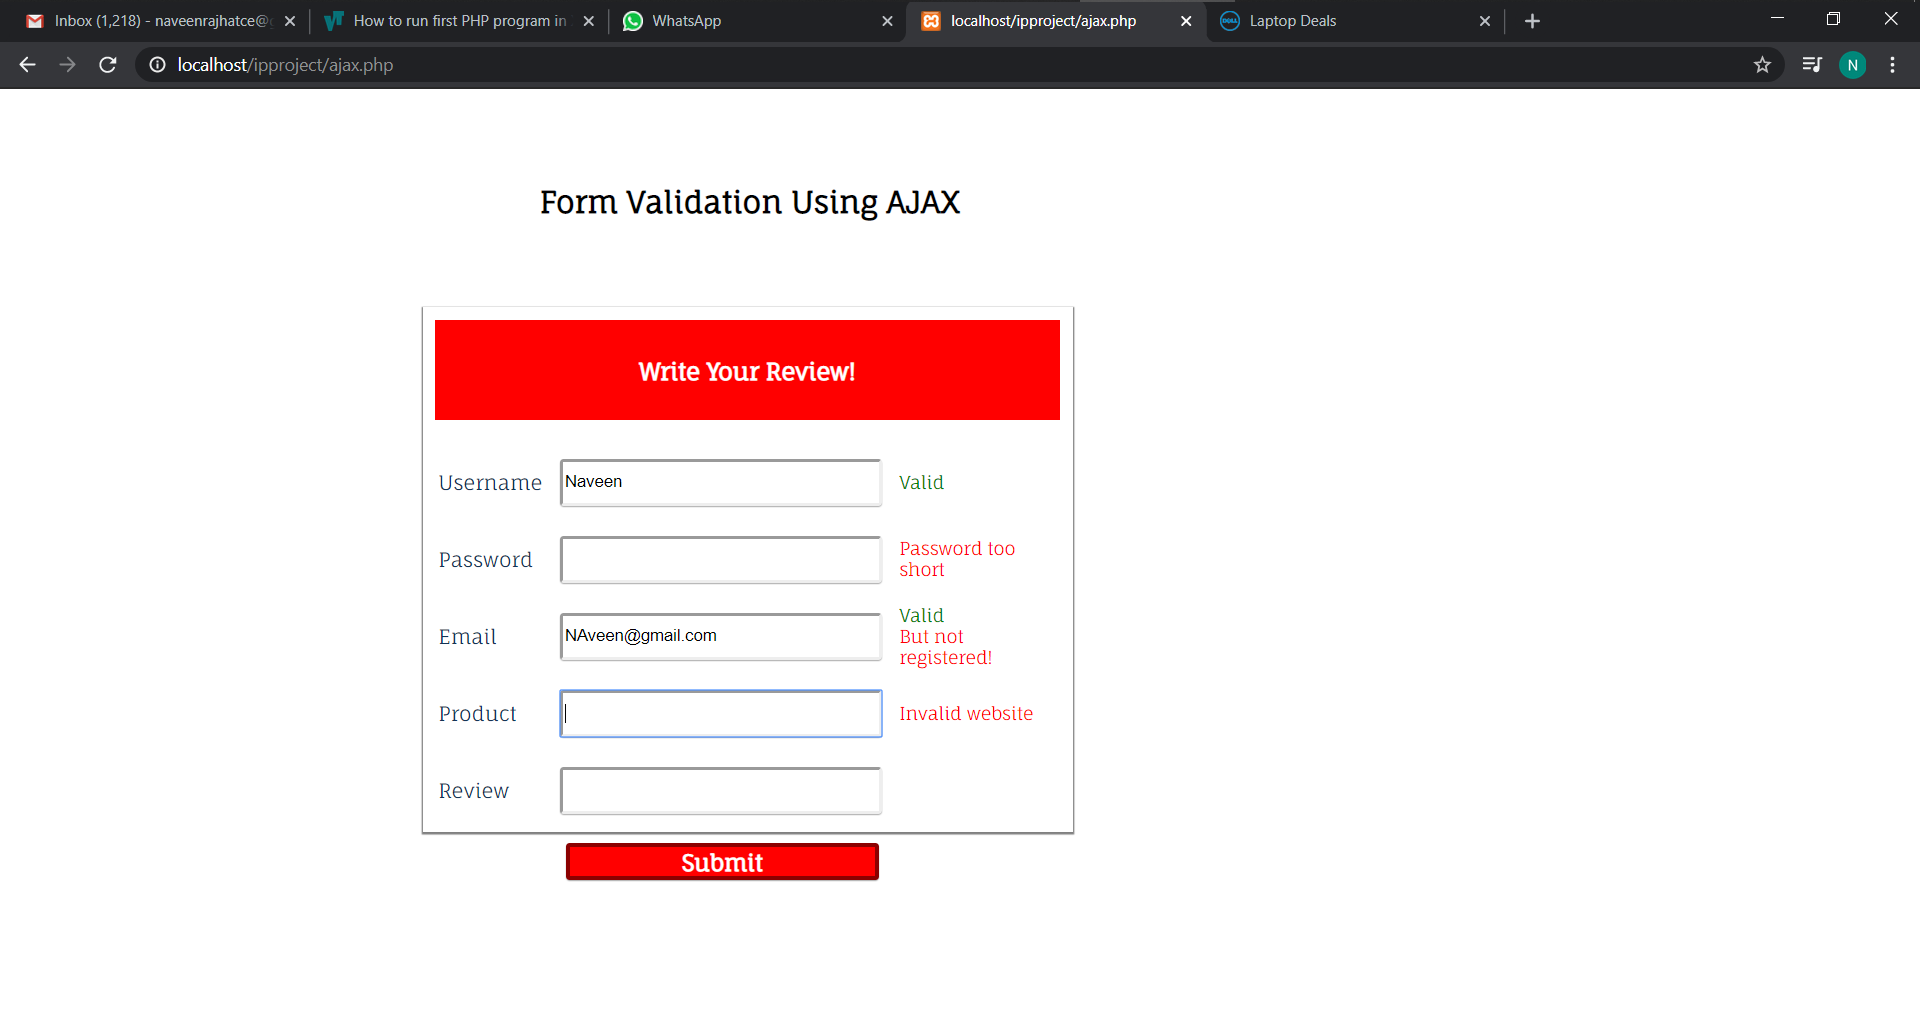 Inbox (1,218) - naveenrajhatce@
How to run first PHP program in
WhatsApp
localhost/ipproject/ajax.php
DELL Laptop Deals
localhost/ipproject/ajax.php
N
Form Validation Using AJAX
Write Your Review!
Username Naveen Valid
Password Password too
short
Email NAveen@gmail.com Valid
But not
registered!
Product Invalid website
Review
Submit